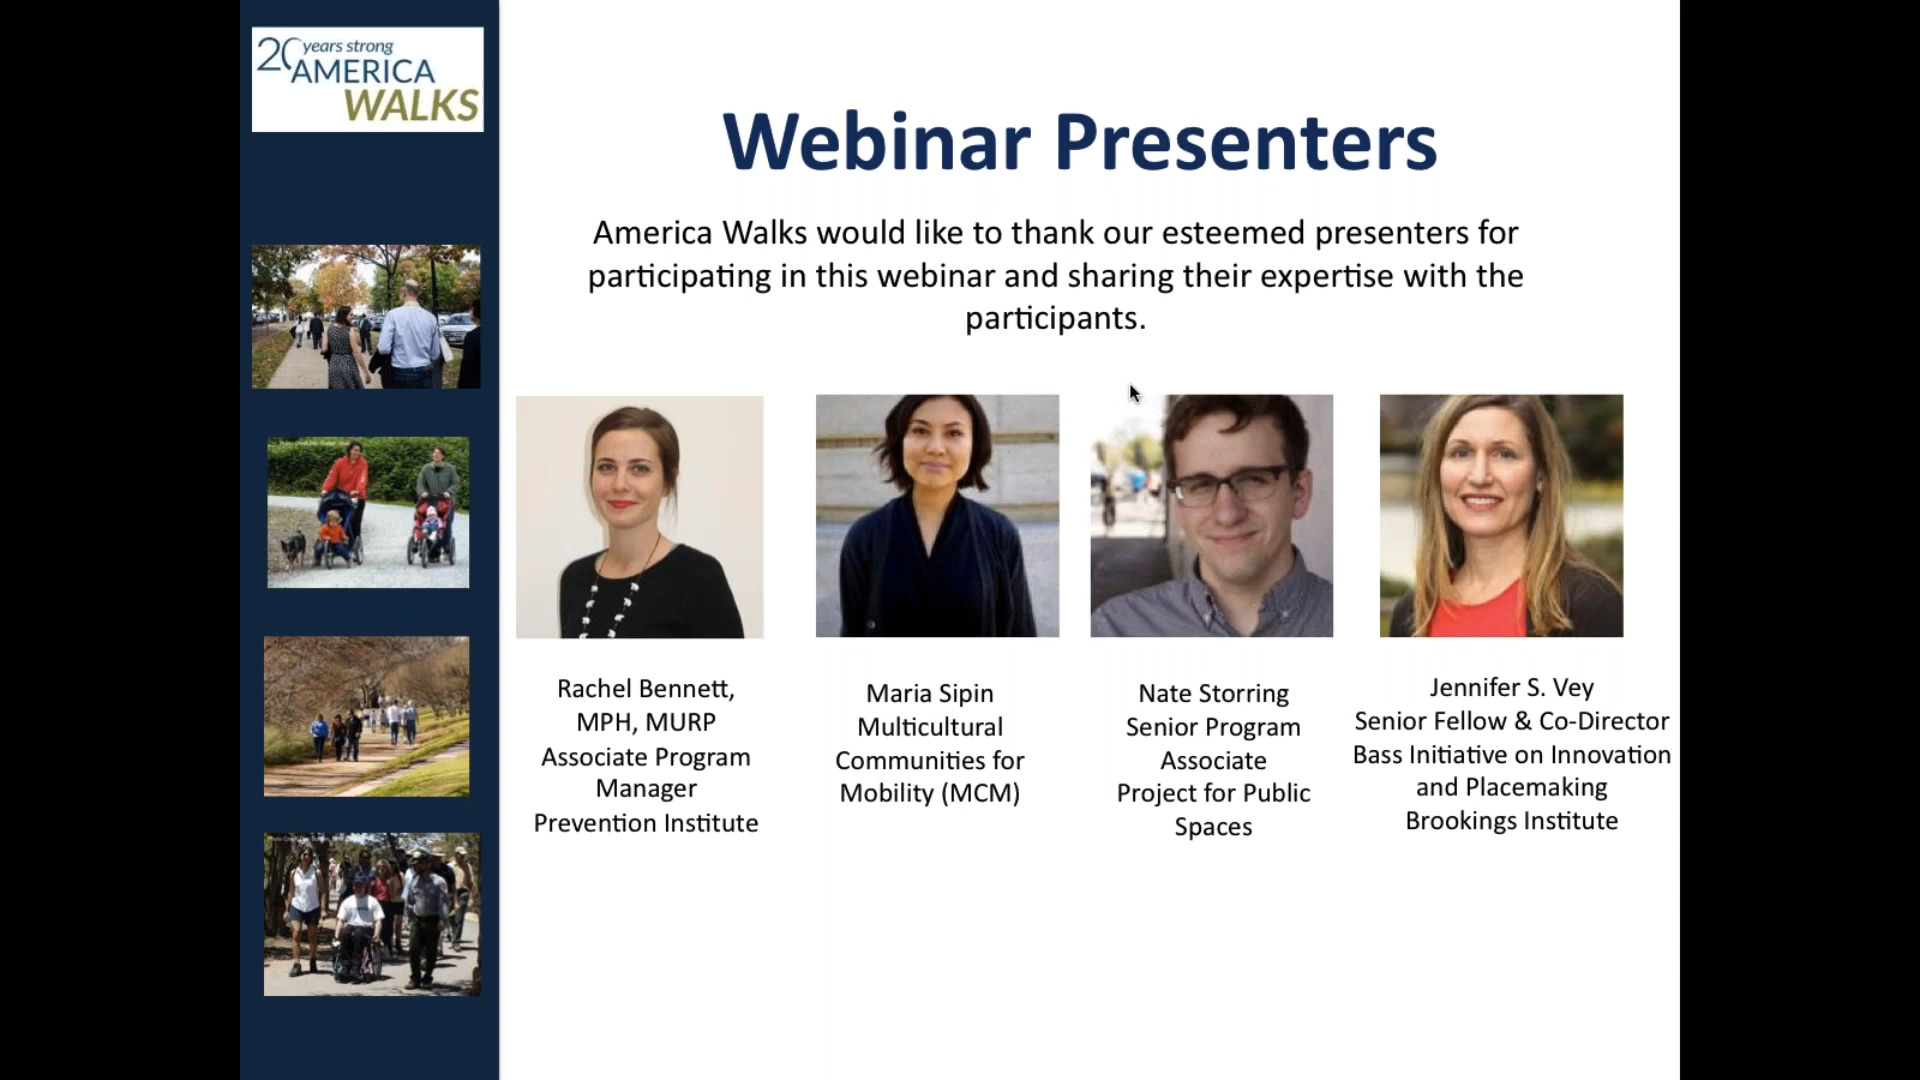 20 years strong
AMERICA
WALKS
Webinar Presenters
America Walks would like to thank our esteemed presenters for
participating in this webinar and sharing their expertise with the
participants.
Rachel Bennett,
MPH, MURP
Associate Program
Manager
Prevention Institute
Maria Sipin
Multicultural
Communities for
Mobility (MCM)
Nate Storring
Senior Program
Associate
Project for Public
Spaces
Jennifer S. Vey
Senior Fellow & Co-Director
Bass Initiative on Innovation
and Placemaking
Brookings Institute